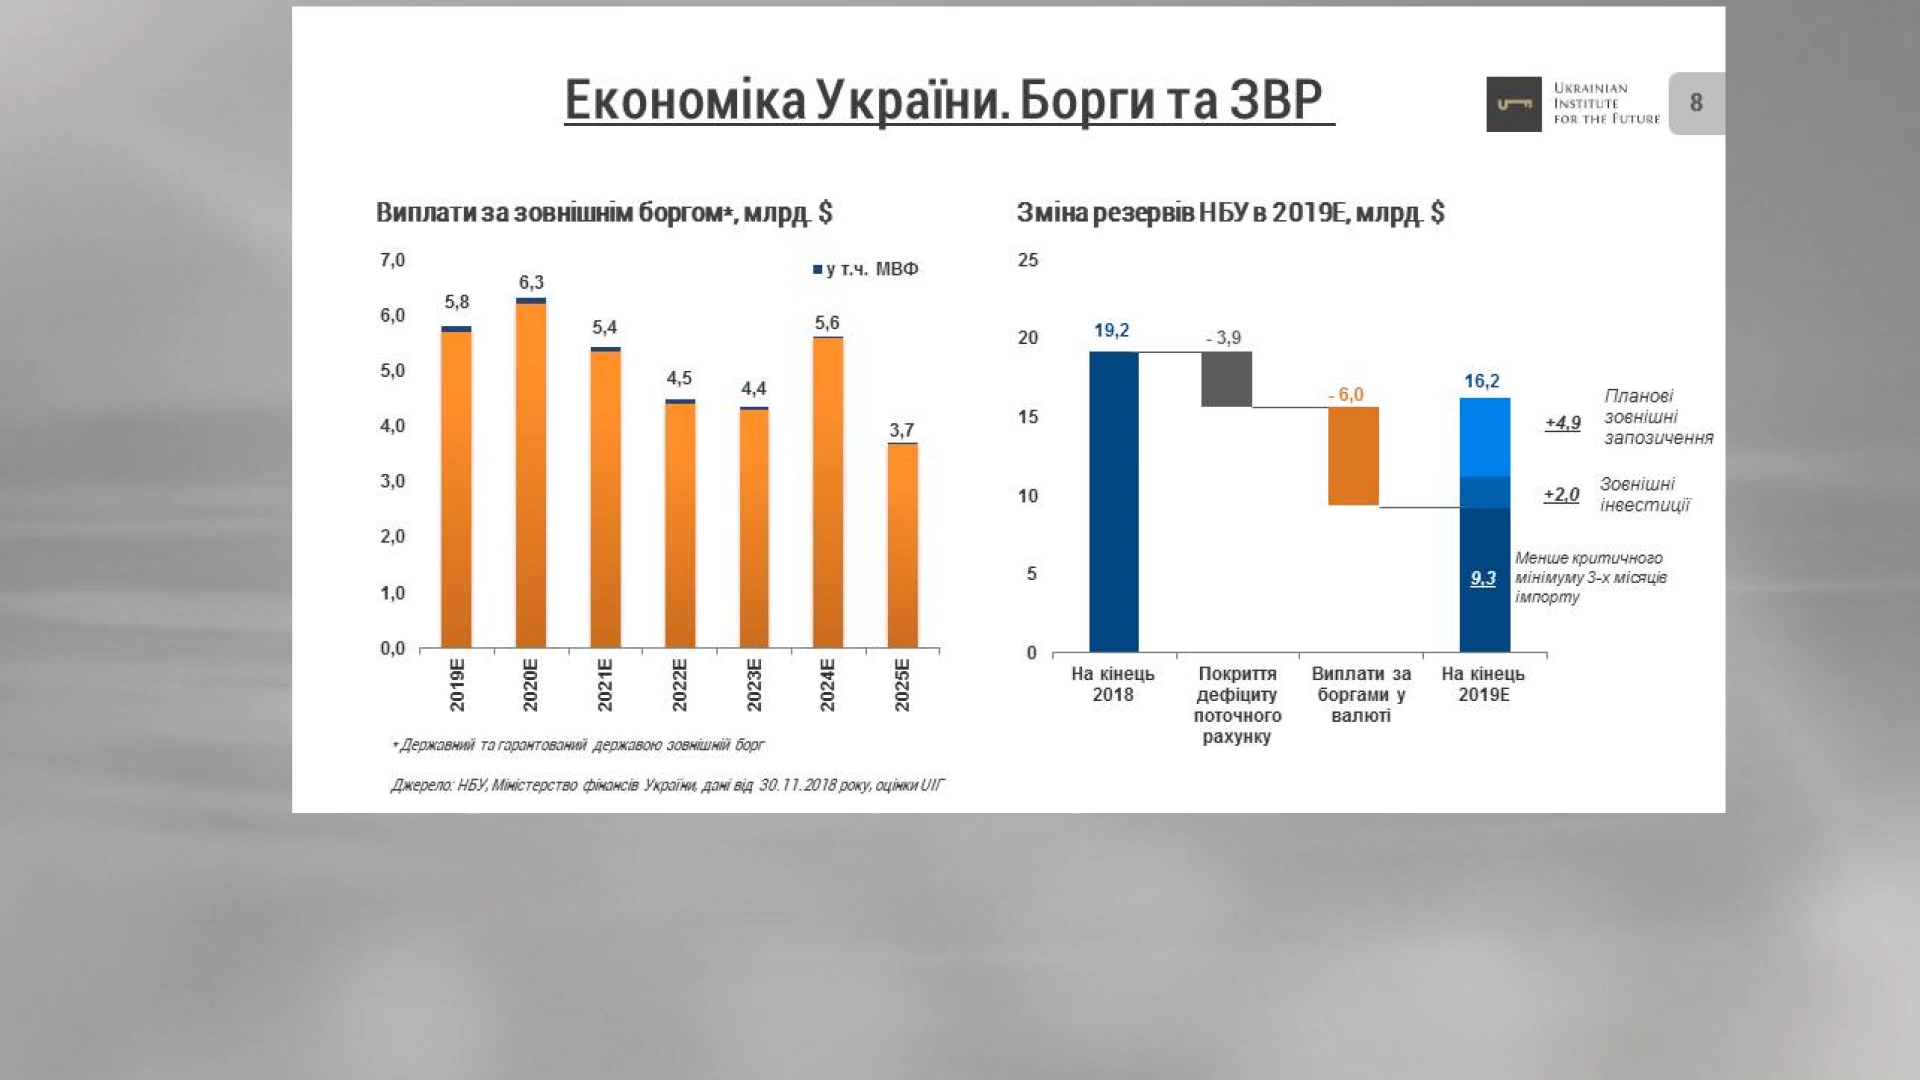 Економіка України. Борги та ЗВР
UKRAINIAN
INSTITUTE
FOR THE FUTURE
8
Виплати за зовнішнім боргом*, млрд. $
7,0
6,0
5,0
4,0
3,0
2,0
1,0
0,0
у т.ч. МВФ
5,8
6,3
5,4
4,5
4,4
5,6
3,7
2019E
2020E
2021E
2022E
2023E
2024E
2025E
* Державний та гарантований державою зовнішній борг
Джерело: НБУ, Міністерство фінансів України, дані від 30.11.2018 року, оцінки UIГ
Зміна резервів НБУ в 2019E, млрд. $
25
20
15
10
5
0
19,2
- 3,9
- 6,0
16,2
9,3
+4,9
Планові
зовнішні
запозичення
+2,0
Зовнішні
інвестиції
Менше критичного
мінімуму 3-х місяців
імпорту
На кінець
2018
Покриття
дефіциту
поточного
рахунку
Виплати за
боргами у
валюті
На кінець
2019E